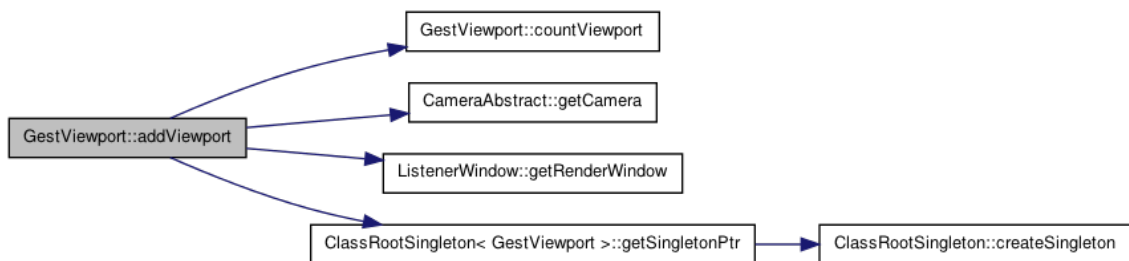 GestViewport::countViewport
CameraAbstract::getCamera
GestViewport::addViewport
ListenerWindow::getRenderWindow
ClassRootSingleton< GestViewport >::getSingletonPtr
ClassRootSingleton::createSingleton